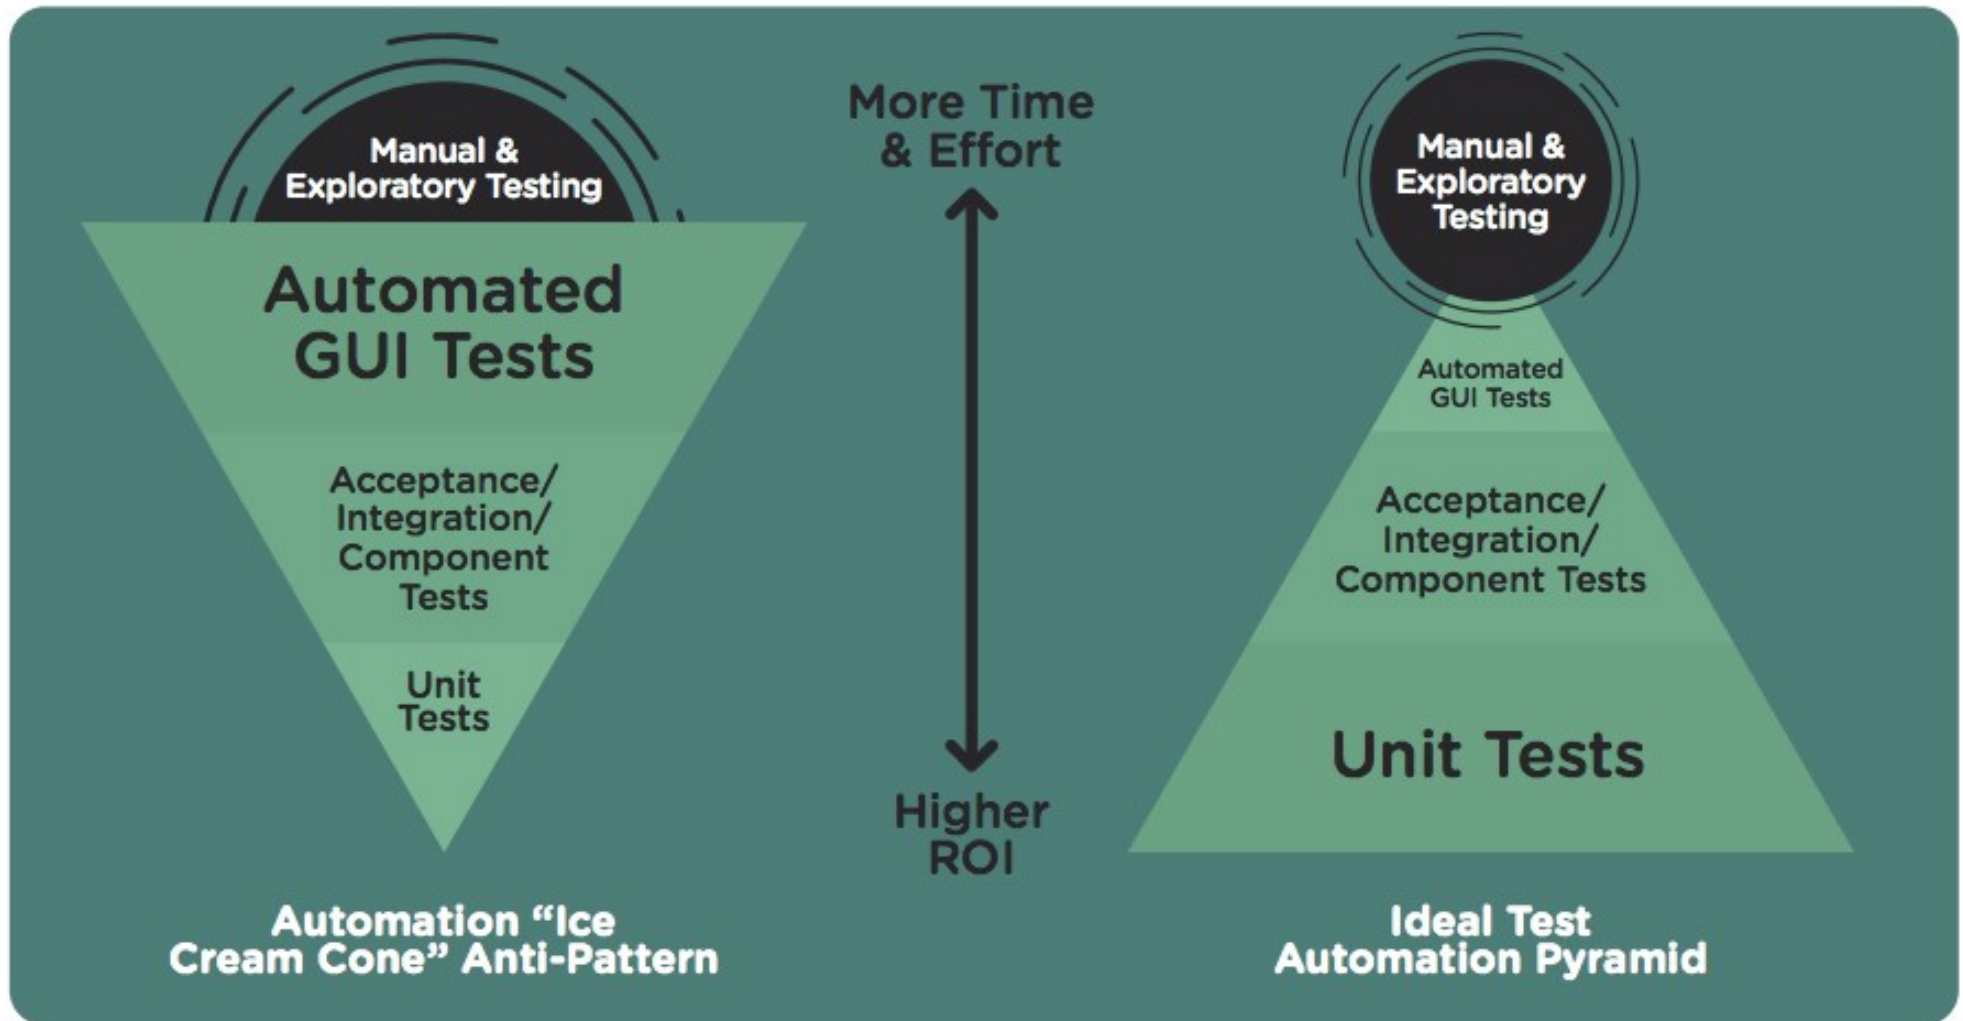 Manual &
Exploratory Testing
Automated
GUI Tests
Acceptance/
Integration/
Component
Tests
Unit
Tests
Automation “Ice
Cream Cone” Anti-Pattern
More Time
& Effort
Higher
ROI
Manual &
Exploratory
Testing
Automated
GUI Tests
Acceptance/
Integration/
Component Tests
Unit Tests
Ideal Test
Automation Pyramid